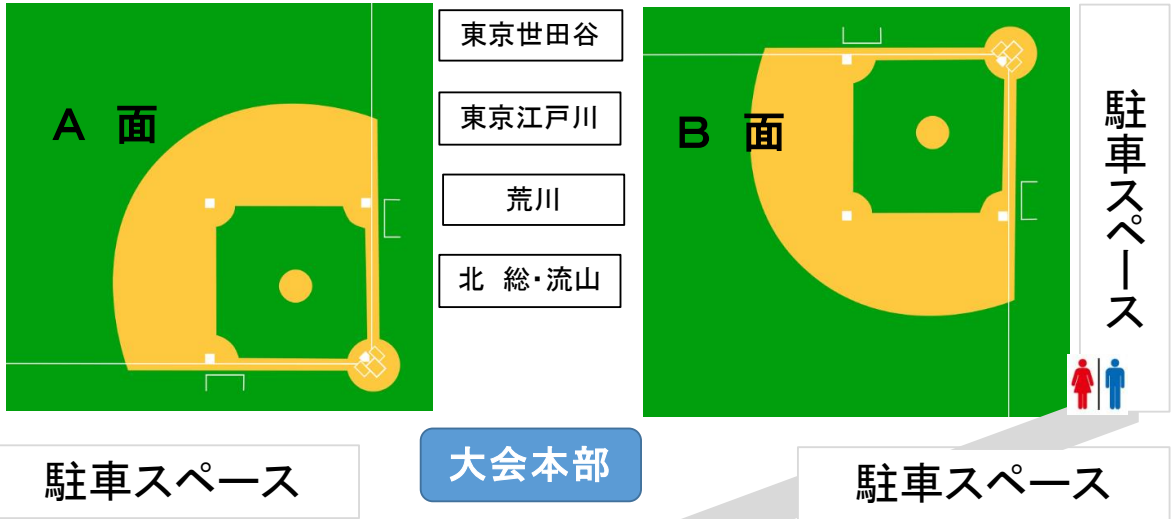 東京世田谷
東京江戸川
荒川
北 総・流山
A 面
B 面
駐車スペース
駐車スペース
大会本部
駐車スペース